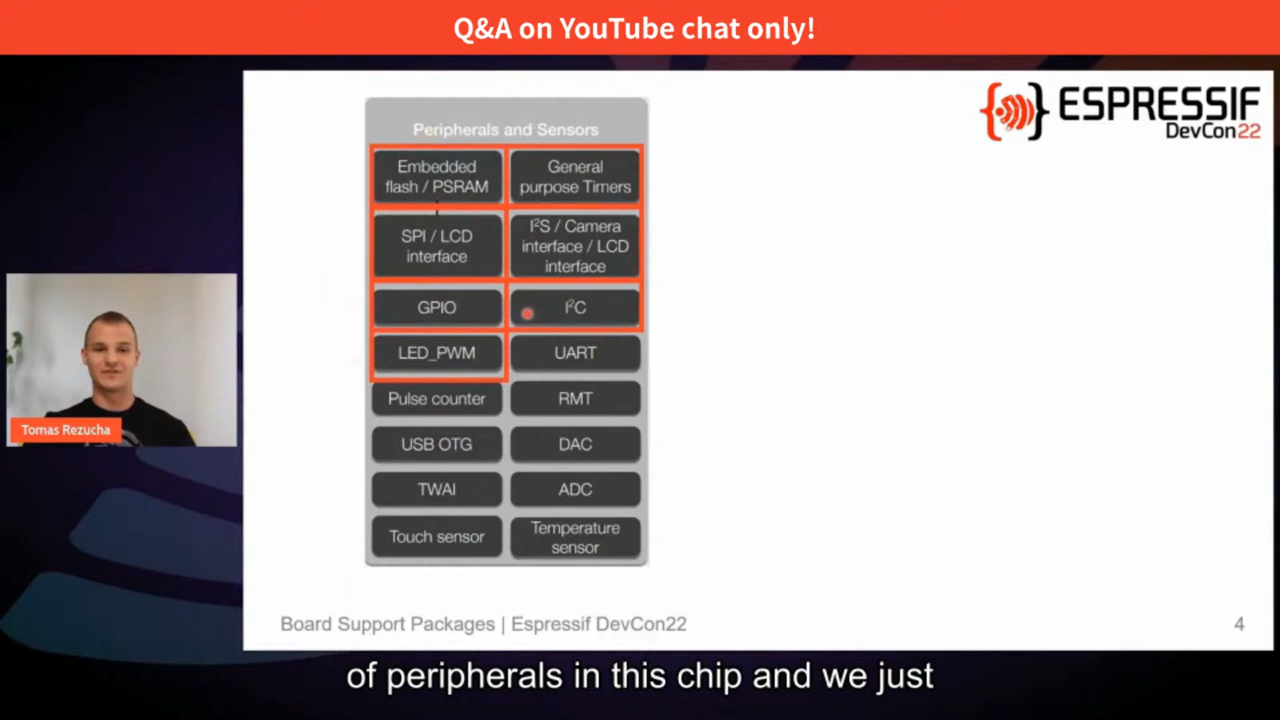 Q&A on YouTube chat only!
ESPRESSIF
DevCon22
Peripherals and Sensors
Embedded
flash / PSRAM
General
purpose Timers
SPI / LCD
interface
I²S / Camera
interface / LCD
interface
GPIO
I²C
LED_PWM
UART
Pulse counter
RMT
USB OTG
DAC
TWAI
ADC
Touch sensor
Temperature
sensor
Tomas Rezucha
Board Support Packages | Espressif DevCon22
4
of peripherals in this chip and we just